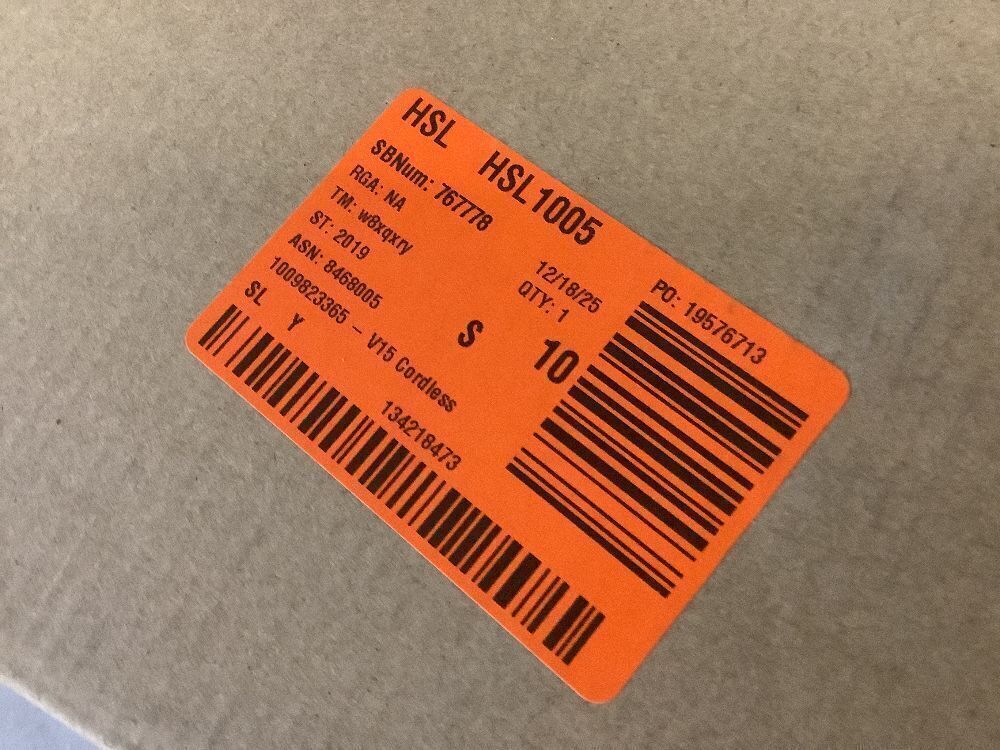 HSL HSL1005
SBNum: 767778
RGA: NA
TM: w8xqxry
12/18/25
ST: 2019
QTY: 1
ASN: 8468005
1009823365 – V15 Cordless
S 10
SL Y
134218473
PO: 19576713